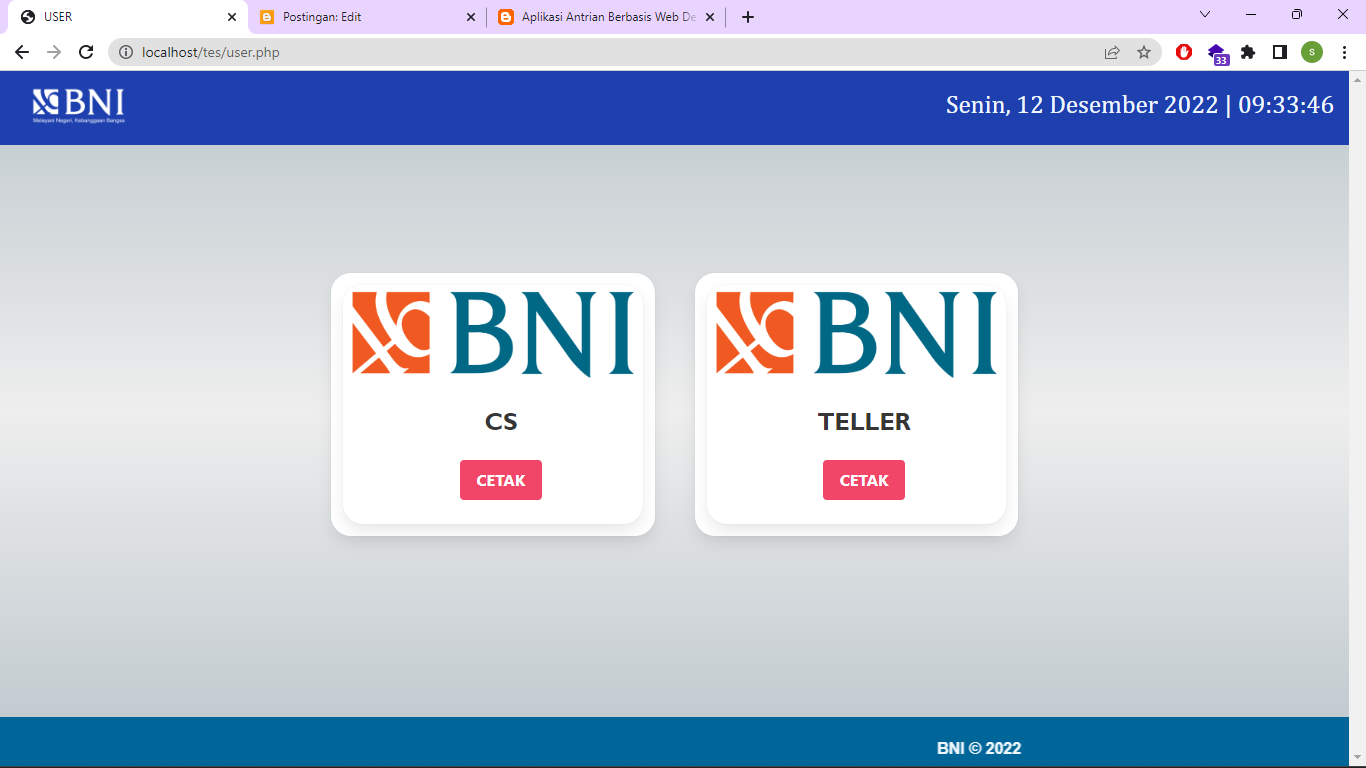 USER
Postingan: Edit
Aplikasi Antrian Berbasis Web De
localhost/tes/user.php
S
33
BNI
Melayani Negeri, Kebanggaan Bangsa
Senin, 12 Desember 2022 | 09:33:46
BNI
BNI
CS
TELLER
CETAK
CETAK
BNI © 2022